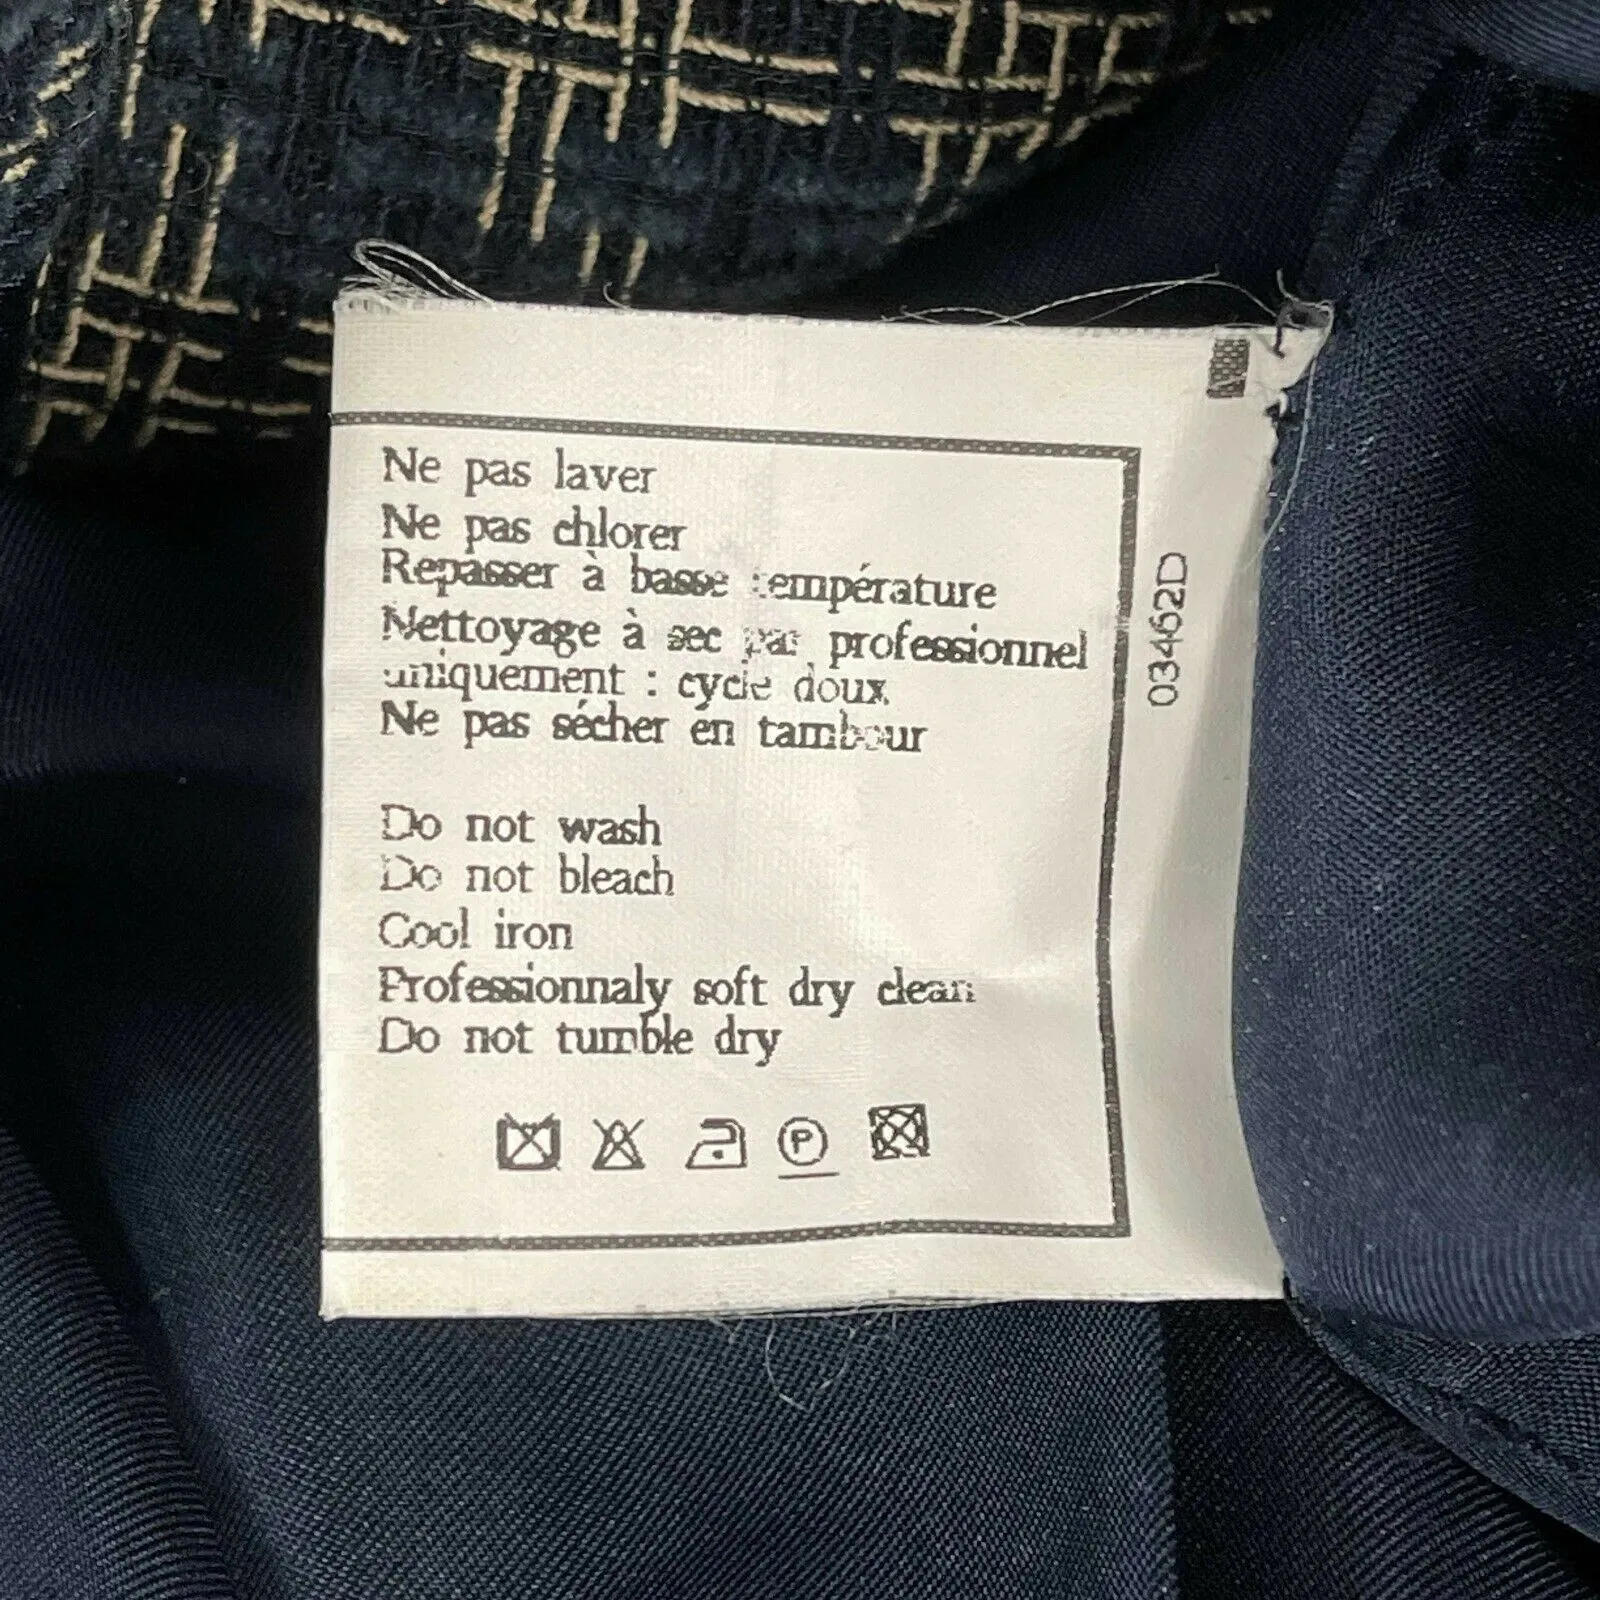 Ne pas laver
Ne pas chlorer
Repasser à basse température
Nettoyage à sec par professionnel
uniquement : cycle doux
Ne pas sécher en tambour
Do not wash
Do not bleach
Cool iron
Professionnaly soft dry clean
Do not tumble dry
P
03462D